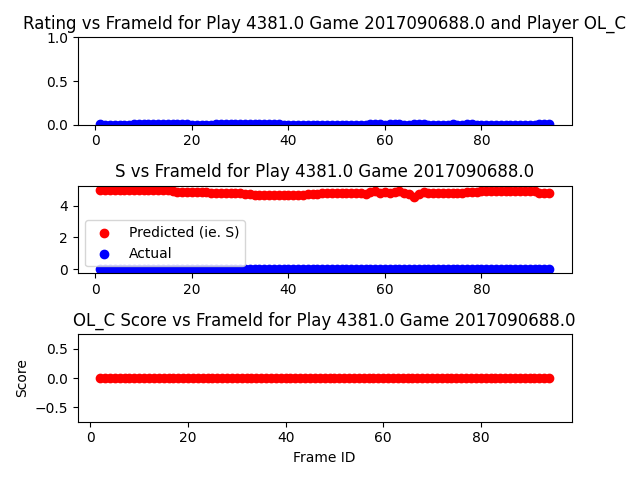 Rating vs FrameId for Play 4381.0 Game 2017090688.0 and Player OL_C
1.0
0.5
0.0
0 20 40 60 80
S vs FrameId for Play 4381.0 Game 2017090688.0
4
2
0
Predicted (ie. S)
Actual
0 20 40 60 80
OL_C Score vs FrameId for Play 4381.0 Game 2017090688.0
Score
0.5
0.0
−0.5
0 20 40 60 80
Frame ID